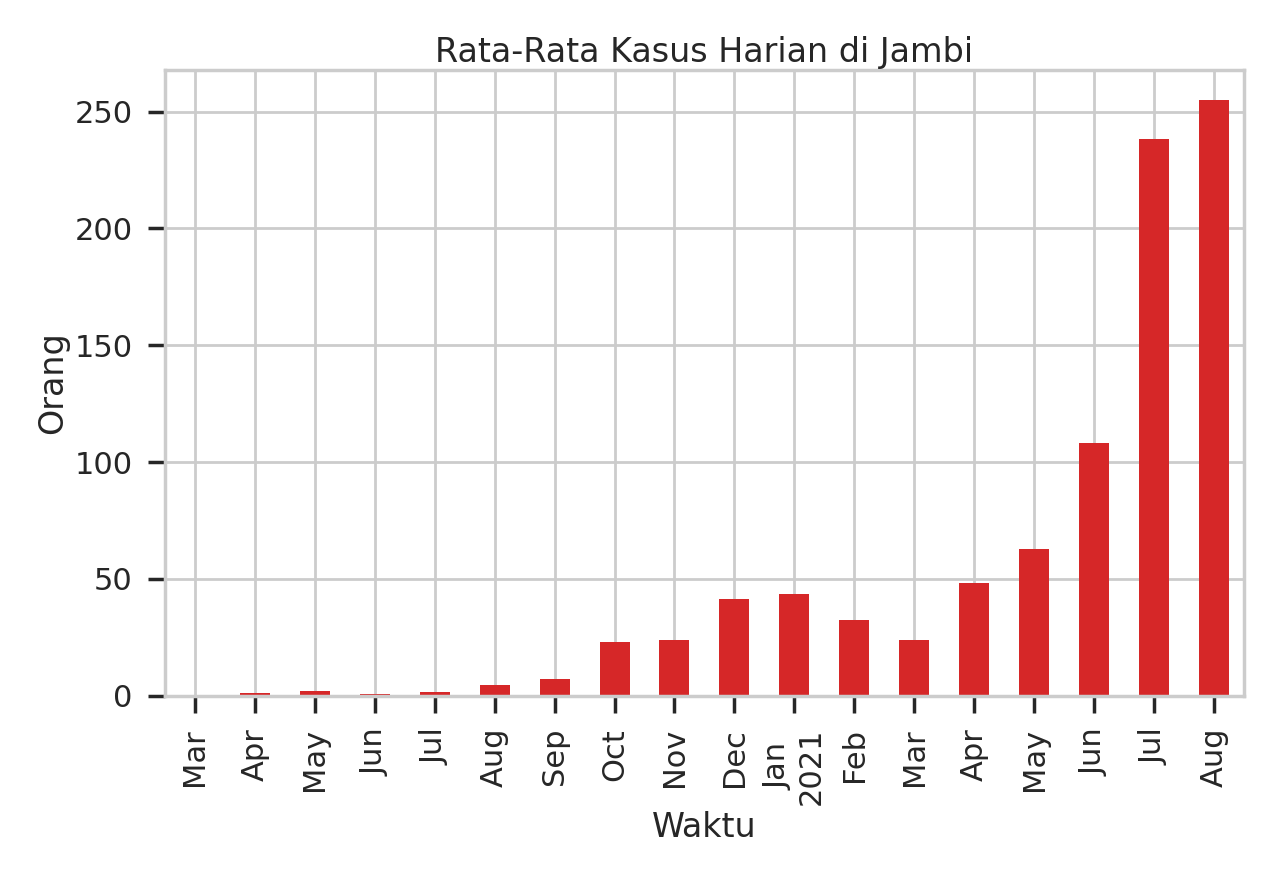 Rata-Rata Kasus Harian di Jambi
Orang
250
200
150
100
50
0
Mar
Apr
May
Jun
Jul
Aug
Sep
Oct
Nov
Dec
Jan
2021
Feb
Mar
Apr
May
Jun
Jul
Aug
Waktu